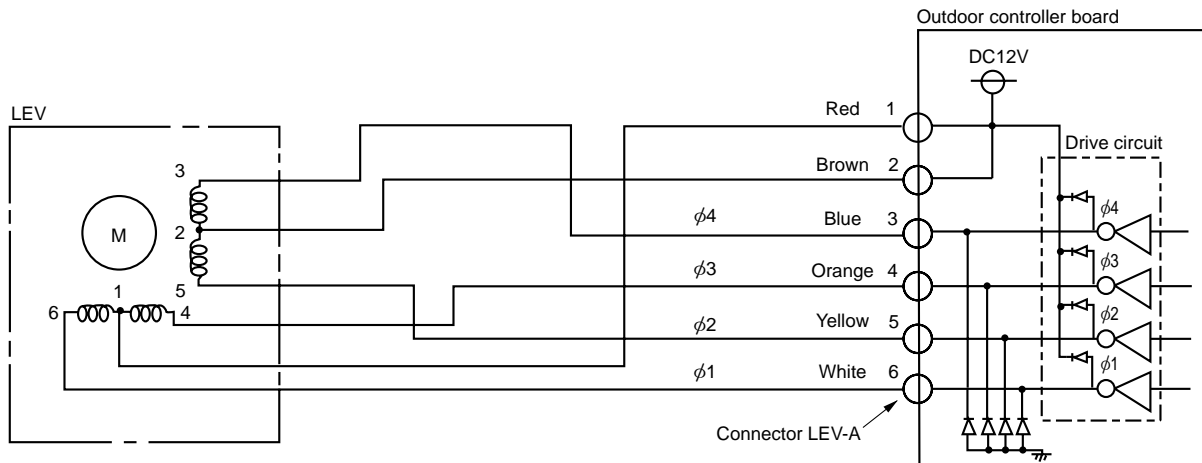 Outdoor controller board
DC12V
LEV
Red 1
Drive circuit
3
Brown 2
ϕ4 Blue 3 ϕ4
M
2
ϕ3 Orange 4 ϕ3
5
1
6 4
ϕ2 Yellow 5 ϕ2
ϕ1 White 6 ϕ1
Connector LEV-A